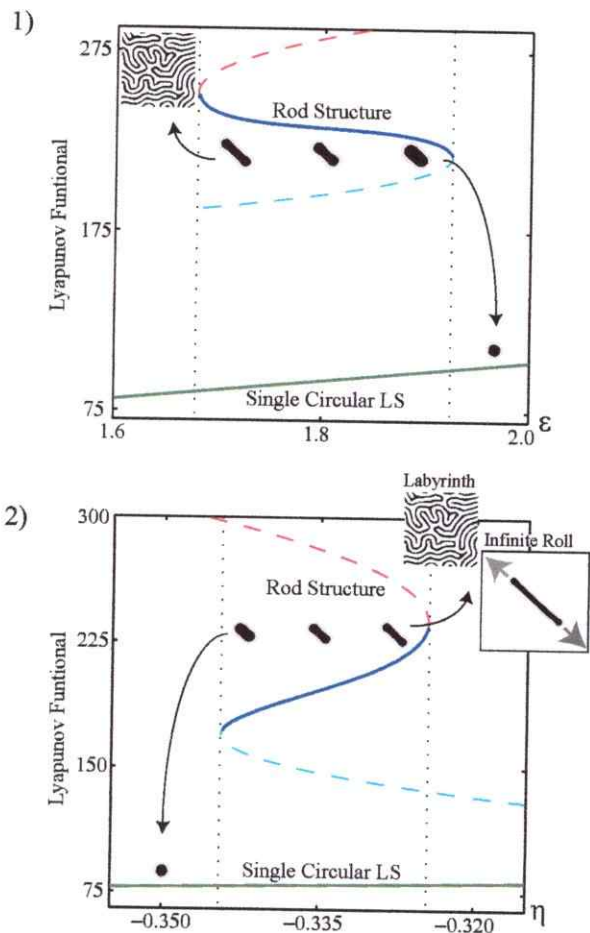 1)
275
Rod Structure
Lyapunov Funtional
175
Single Circular LS
75
1.6
1.8
2.0
ε
Labyrinth
2)
300
Infinite Roll
Rod Structure
225
Lyapunov Funtional
150
Single Circular LS
75
η
−0.350
−0.335
−0.320